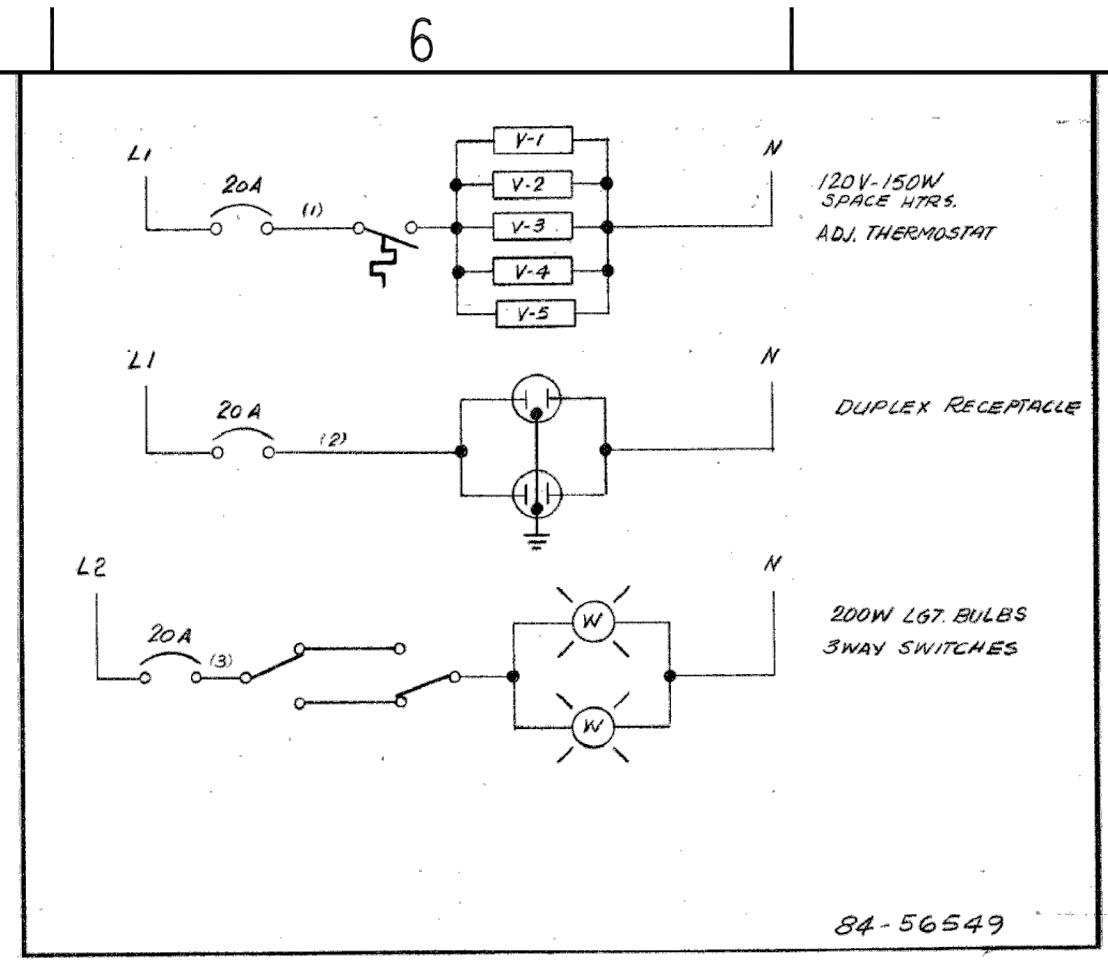 6
L1
20A
(1)
V-1
V-2
V-3
V-4
V-5
N
120V-150W
SPACE HTRS.
ADJ. THERMOSTAT
L1
20A
(2)
N
DUPLEX RECEPTACLE
L2
20A
(3)
W
W
N
200W LGT. BULBS
3WAY SWITCHES
84-56549